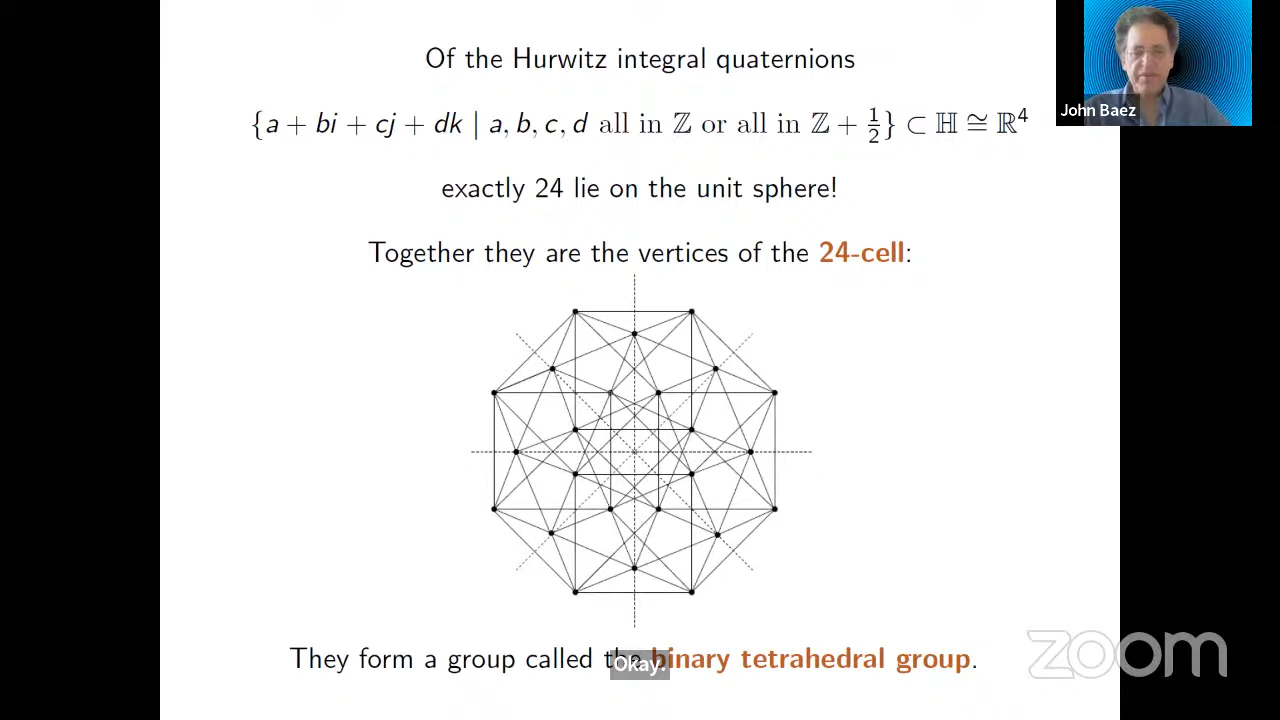 Of the Hurwitz integral quaternions
John Baez
{a + bi + cj + dk | a, b, c, d all in ℤ or all in ℤ + 1/2} ⊂ ℍ ≅ ℝ⁴
exactly 24 lie on the unit sphere!
Together they are the vertices of the 24-cell:
They form a group called the binary tetrahedral group.
Okay.
zoom